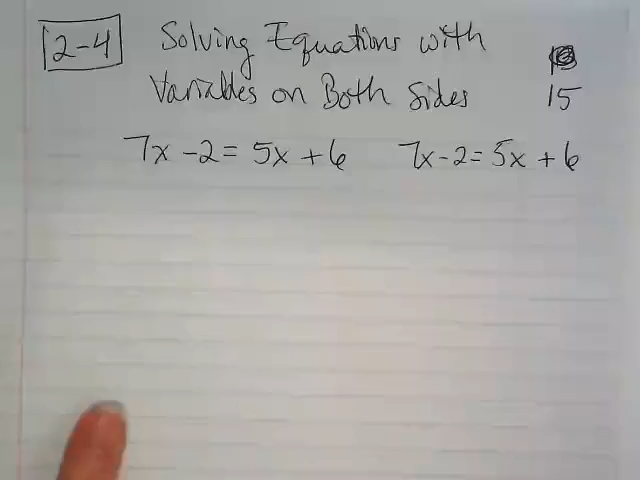 2-4 Solving Equations with
Variables on Both Sides 15
7x - 2 = 5x + 6 7x - 2 = 5x + 6